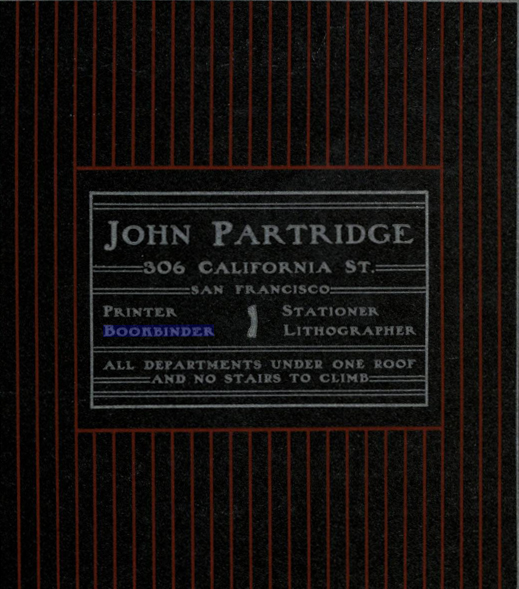 JOHN PARTRIDGE
306 CALIFORNIA ST.
SAN FRANCISCO
PRINTER
BOOKBINDER
STATIONER
LITHOGRAPHER
ALL DEPARTMENTS UNDER ONE ROOF
AND NO STAIRS TO CLIMB